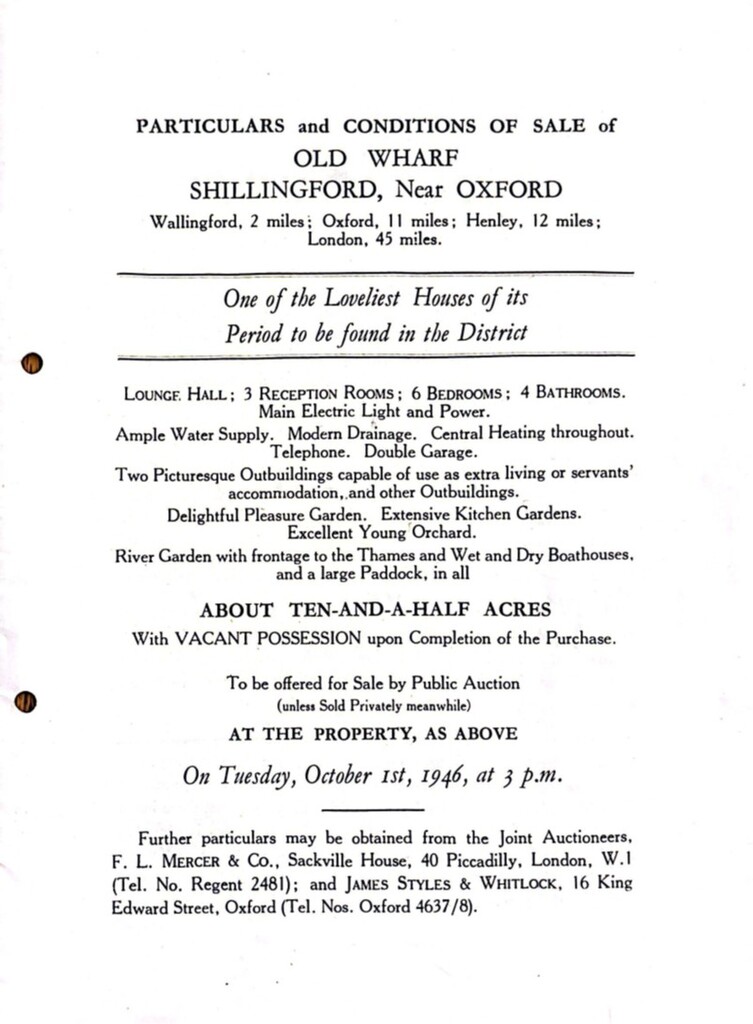 PARTICULARS and CONDITIONS OF SALE of
OLD WHARF
SHILLINGFORD, Near OXFORD
Wallingford, 2 miles; Oxford, 11 miles; Henley, 12 miles;
London, 45 miles.
One of the Loveliest Houses of its
Period to be found in the District
LOUNGE HALL; 3 RECEPTION ROOMS; 6 BEDROOMS; 4 BATHROOMS.
Main Electric Light and Power.
Ample Water Supply. Modern Drainage. Central Heating throughout.
Telephone. Double Garage.
Two Picturesque Outbuildings capable of use as extra living or servants'
accommodation, and other Outbuildings.
Delightful Pleasure Garden. Extensive Kitchen Gardens.
Excellent Young Orchard.
River Garden with frontage to the Thames and Wet and Dry Boathouses,
and a large Paddock, in all
ABOUT TEN-AND-A-HALF ACRES
With VACANT POSSESSION upon Completion of the Purchase.
To be offered for Sale by Public Auction
(unless Sold Privately meanwhile)
AT THE PROPERTY, AS ABOVE
On Tuesday, October 1st, 1946, at 3 p.m.
Further particulars may be obtained from the Joint Auctioneers,
F. L. MERCER & CO., Sackville House, 40 Piccadilly, London, W.1
(Tel. No. Regent 2481); and JAMES STYLES & WHITLOCK, 16 King
Edward Street, Oxford (Tel. Nos. Oxford 4637/8).